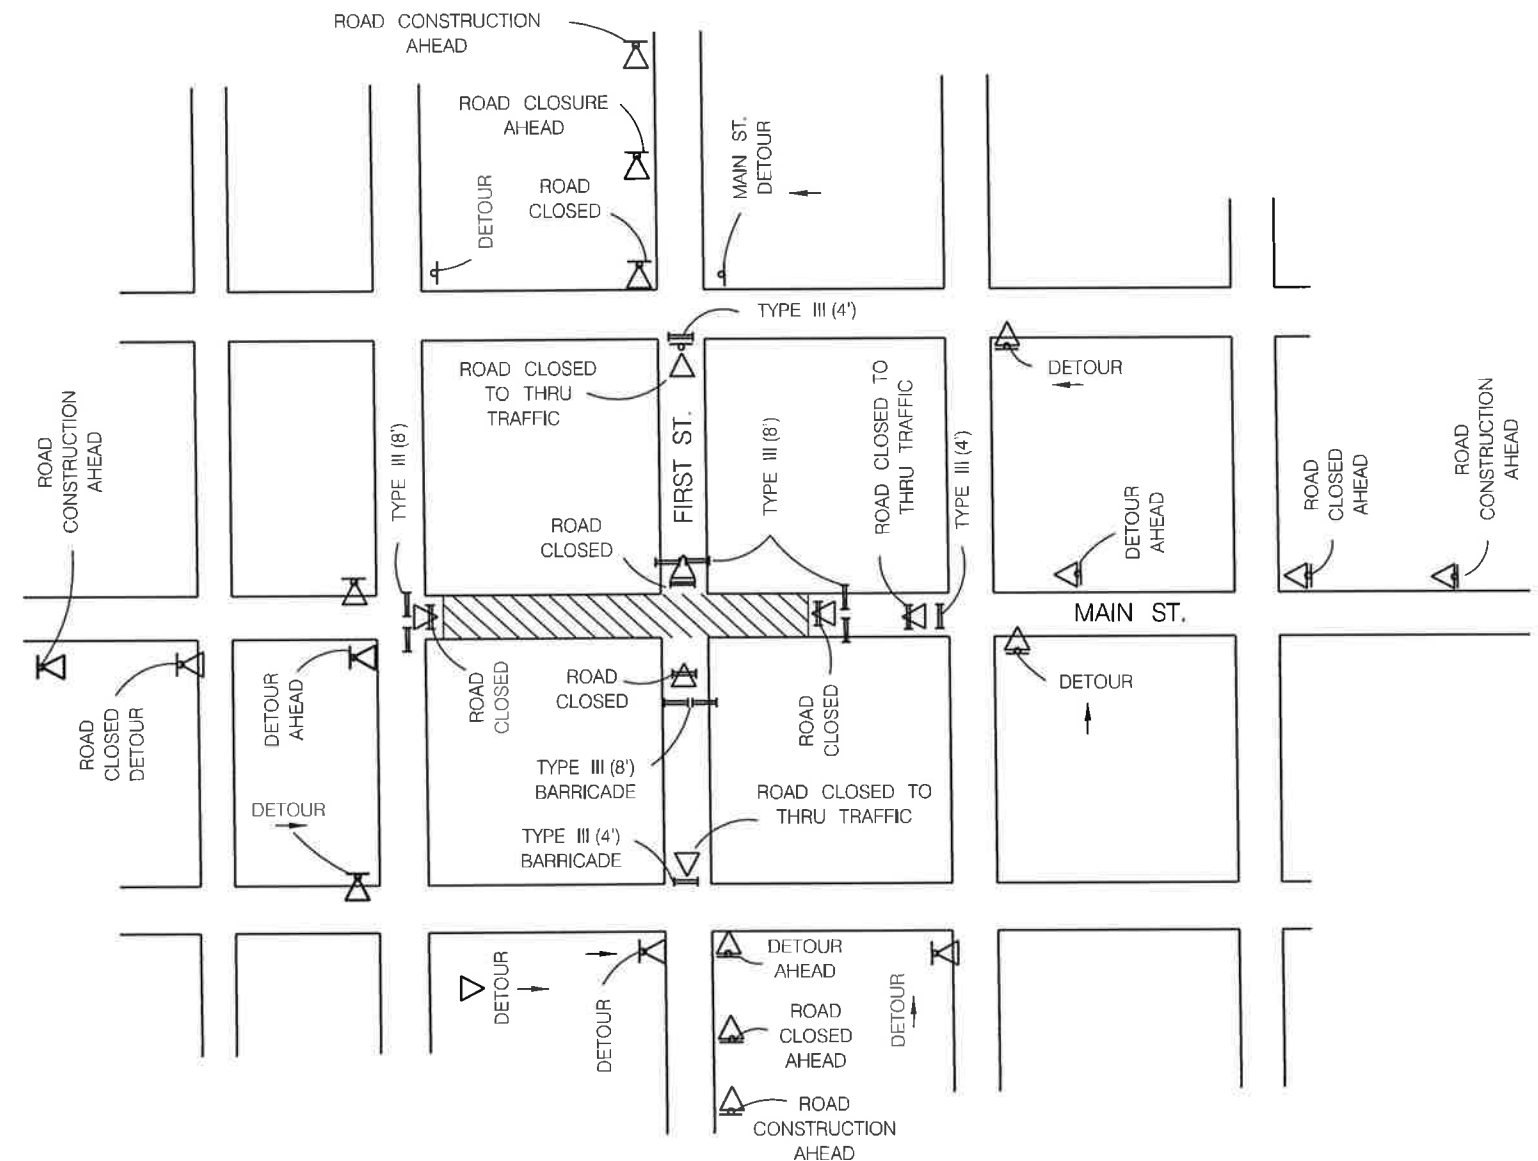 ROAD CONSTRUCTION
AHEAD
ROAD CLOSURE
AHEAD
DETOUR
ROAD
CLOSED
MAIN ST.
DETOUR
TYPE III (4')
ROAD CLOSED
TO THRU
TRAFFIC
DETOUR
ROAD
CONSTRUCTION
AHEAD
TYPE III (8')
FIRST ST.
TYPE III (8')
ROAD CLOSED TO
THRU TRAFFIC
TYPE III (4')
ROAD
CLOSED
DETOUR
AHEAD
ROAD
CLOSED
AHEAD
ROAD
CONSTRUCTION
AHEAD
MAIN ST.
ROAD
CLOSED
DETOUR
DETOUR
AHEAD
ROAD
CLOSED
ROAD
CLOSED
ROAD
CLOSED
DETOUR
TYPE III (8')
BARRICADE
ROAD CLOSED TO
THRU TRAFFIC
DETOUR
TYPE III (4')
BARRICADE
DETOUR
DETOUR
DETOUR
AHEAD
DETOUR
ROAD
CLOSED
AHEAD
ROAD
CONSTRUCTION
AHEAD